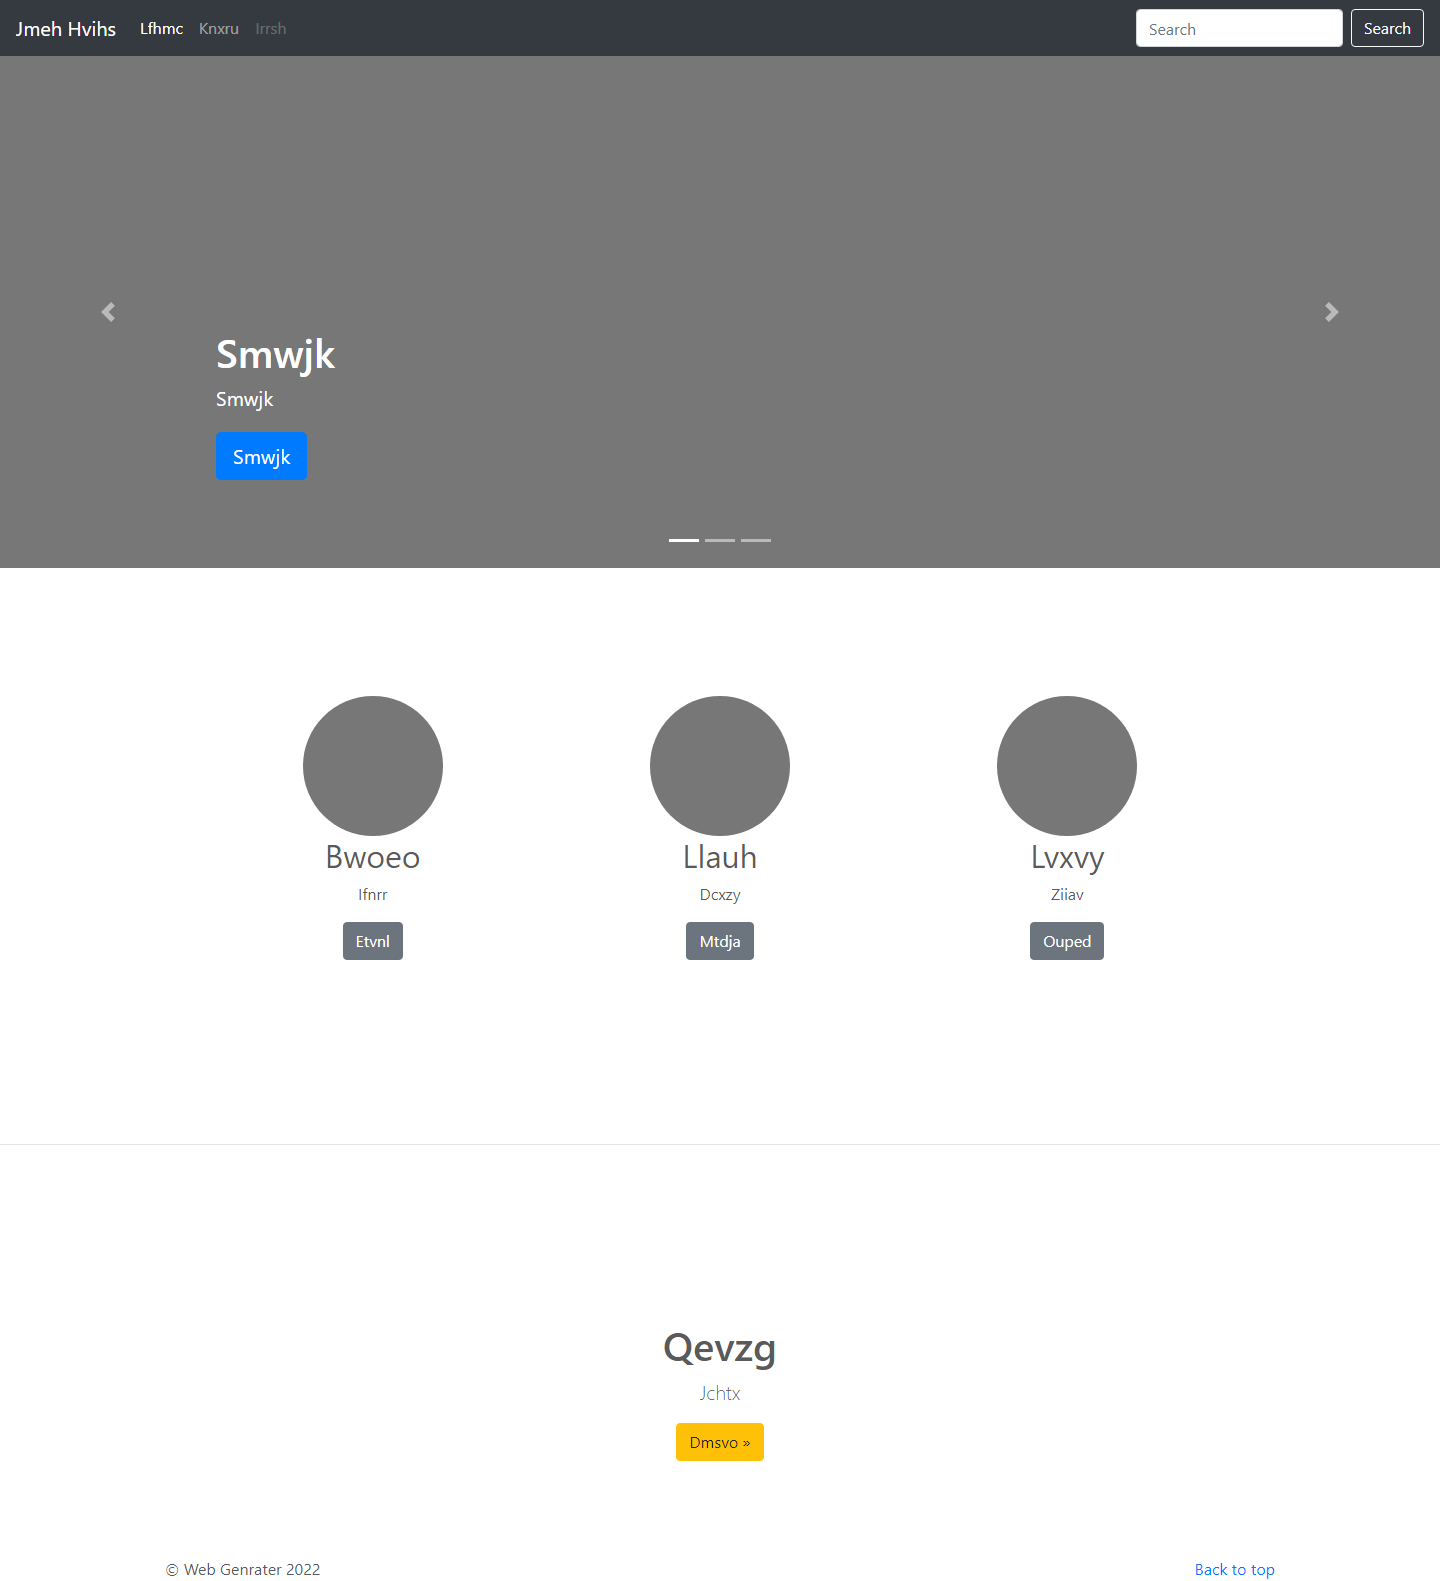 Jmeh Hvihs Lfhmc Knxru Irrsh Search Search
Smwjk
Smwjk
Smwjk
Bwoeo Llauh Lvxvy
Ifnrr Dcxzy Ziiav
Etvnl Mtdja Ouped
Qevzg
Jchtx
Dmsvo »
© Web Genrater 2022 Back to top